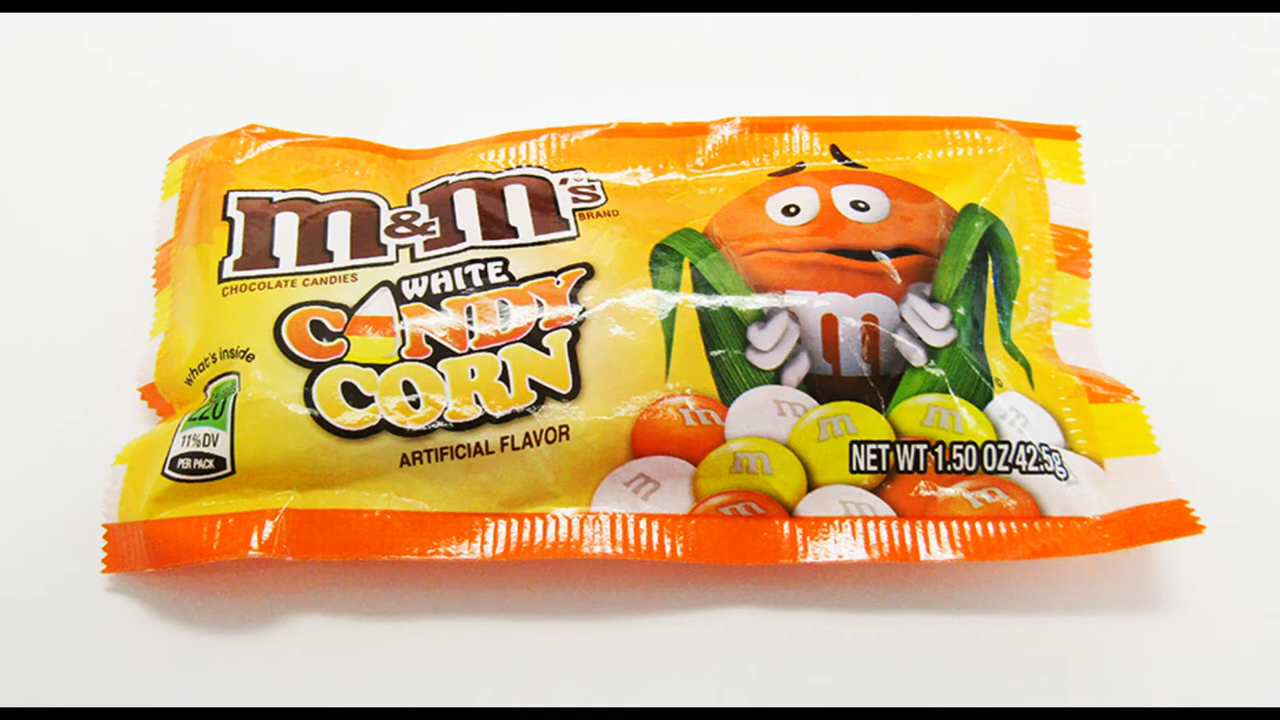 m&m's
BRAND
CHOCOLATE CANDIES
WHITE
CANDY
CORN
ARTIFICIAL FLAVOR
what's inside
220
11% DV
PER PACK
m
m
m
m
m
m
m
m
m
m
m
NET WT 1.50 OZ 42.5g